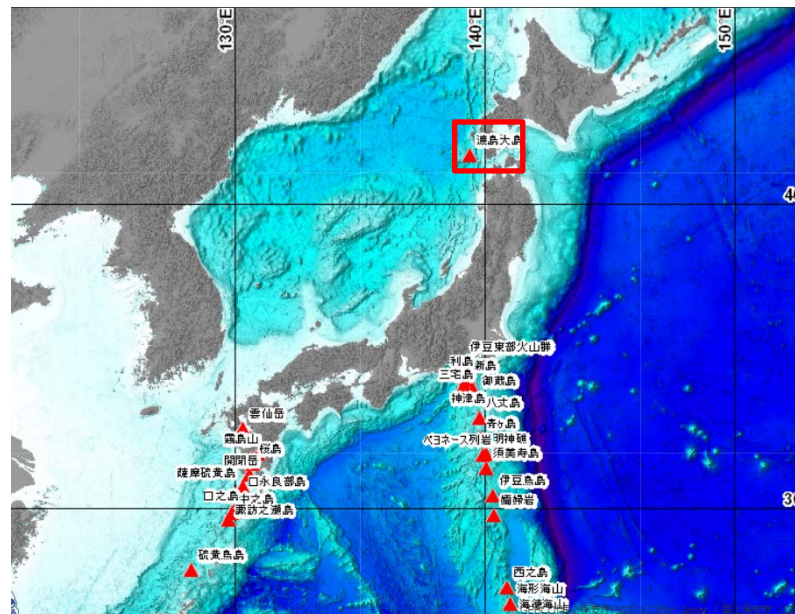 130°E
140°E
150°E
渡島大島
伊豆東部火山群
利島
新島
三宅島
御蔵島
神津島
八丈島
青ヶ島
ベヨネース列岩
明神礁
須美寿島
伊豆鳥島
孀婦岩
西之島
海形海山
海徳海山
雲仙岳
霧島山
桜島
開聞岳
薩摩硫黄島
口永良部島
口之島
中之島
諏訪之瀬島
硫黄鳥島